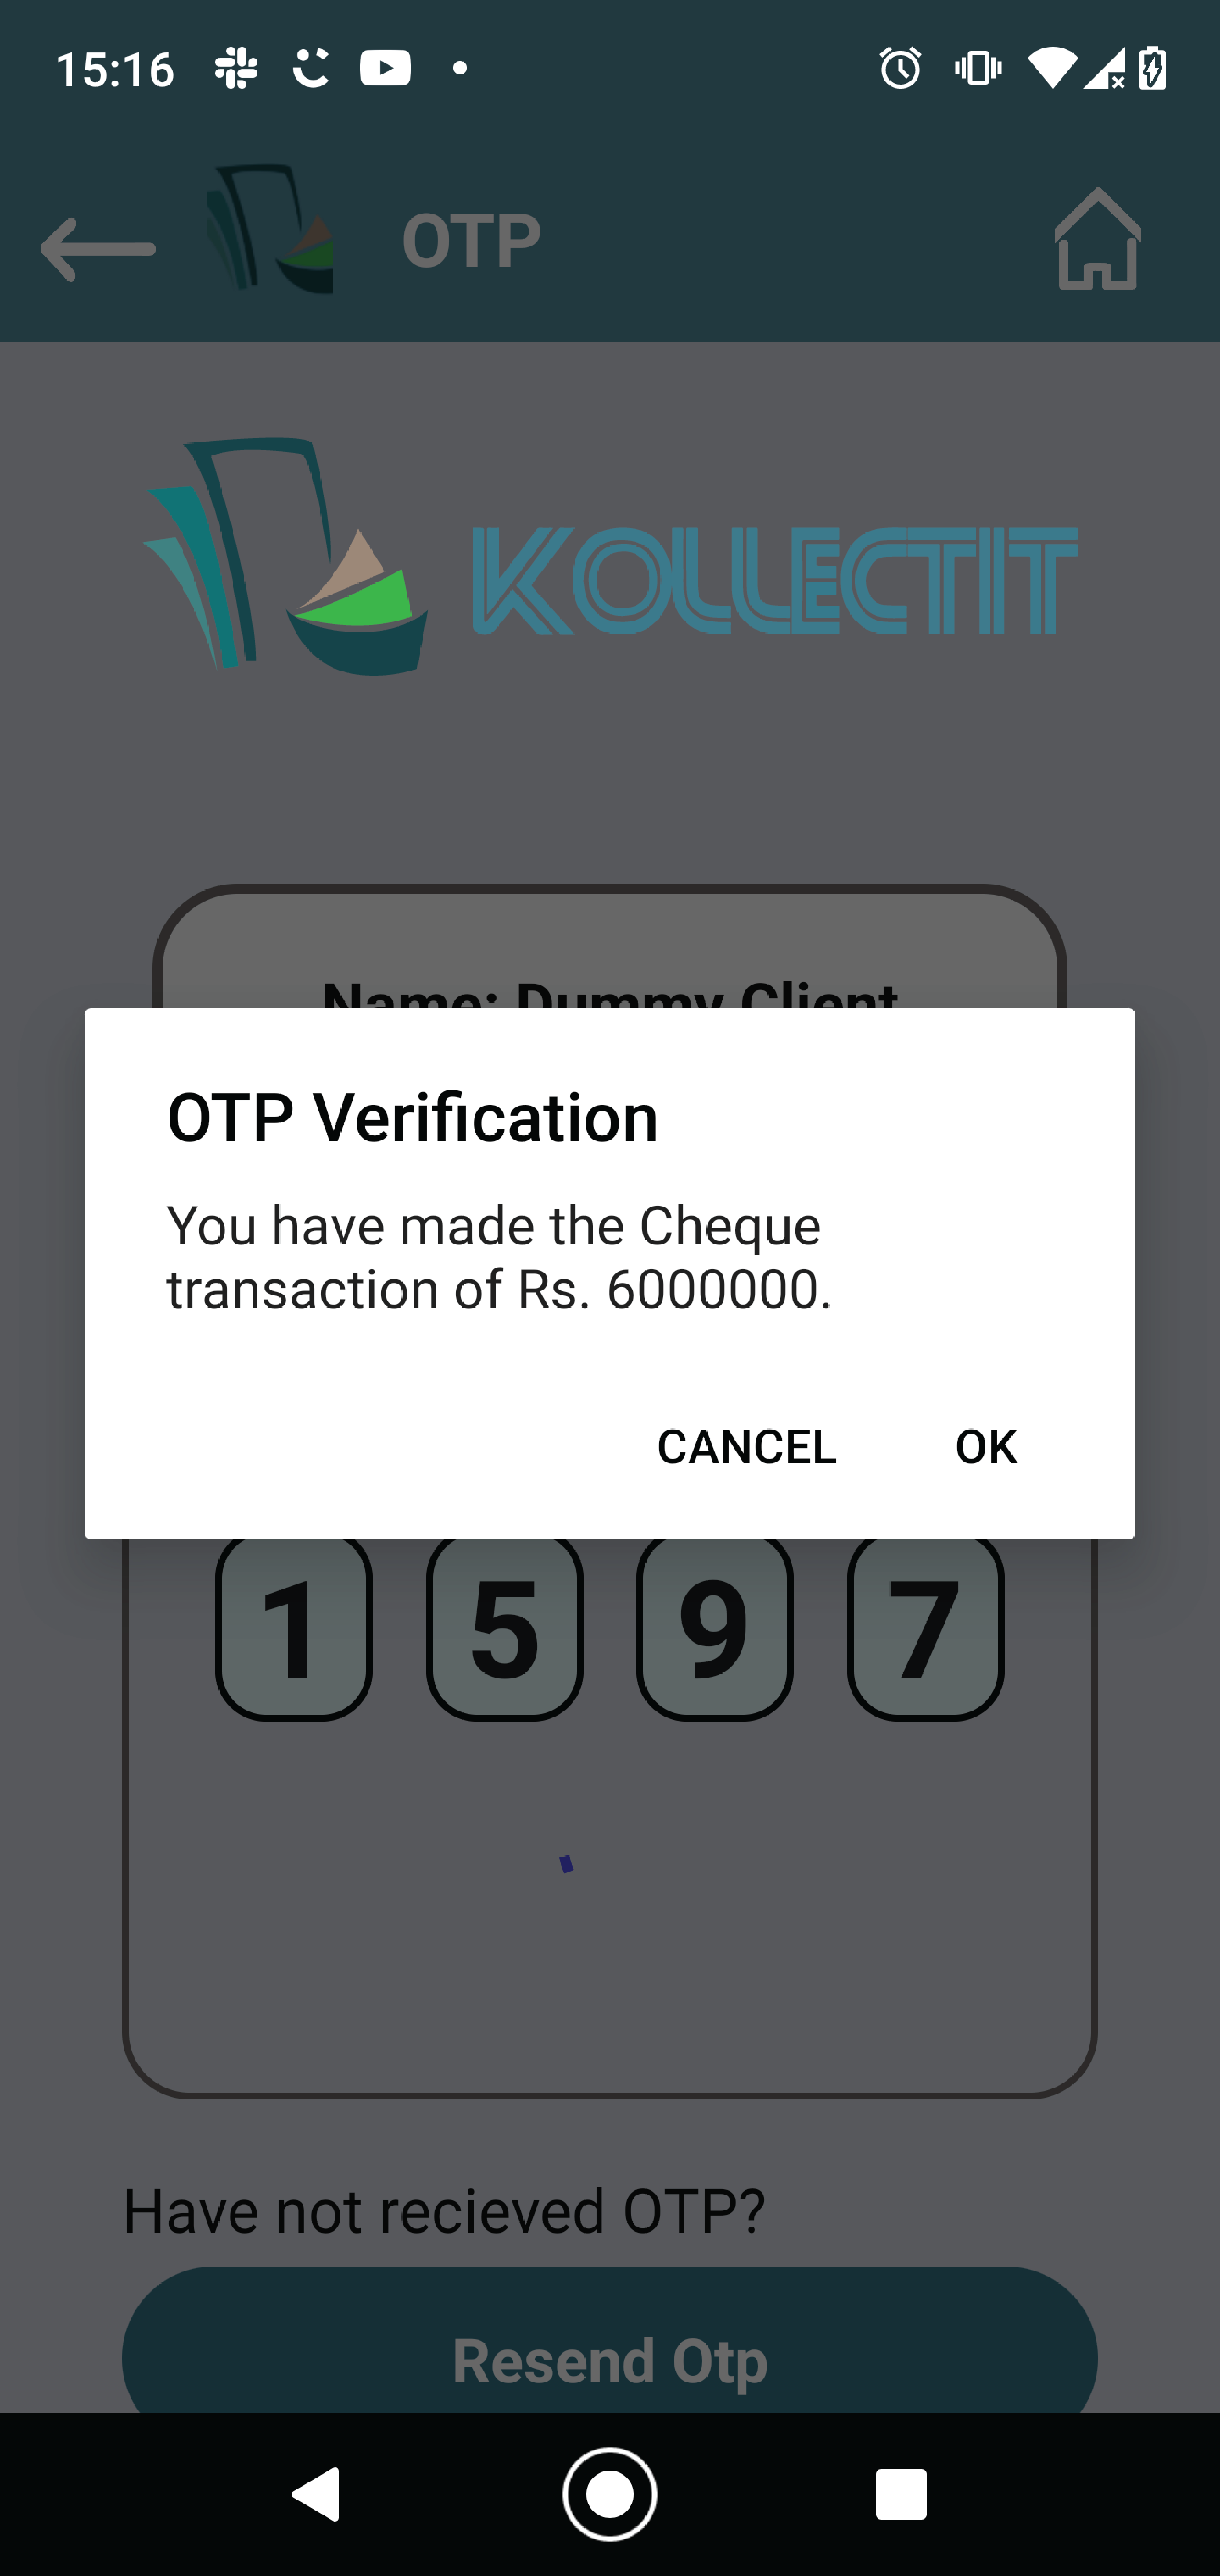 15:16
OTP
KOLLECTIT
Name: Dummy Client
OTP Verification
You have made the Cheque
transaction of Rs. 6000000.
CANCEL OK
1 5 9 7
Have not recieved OTP?
Resend Otp